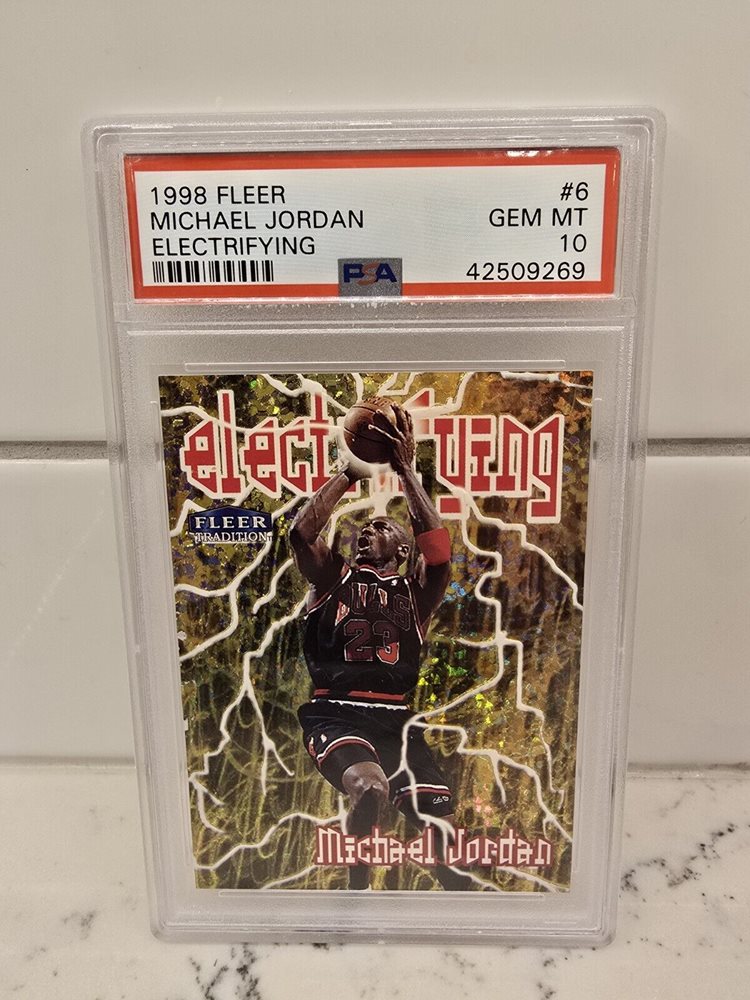 1998 FLEER #6
MICHAEL JORDAN GEM MT
ELECTRIFYING 10
PSA 42509269
electrifying
FLEER
TRADITION
BULLS
23
Michael Jordan